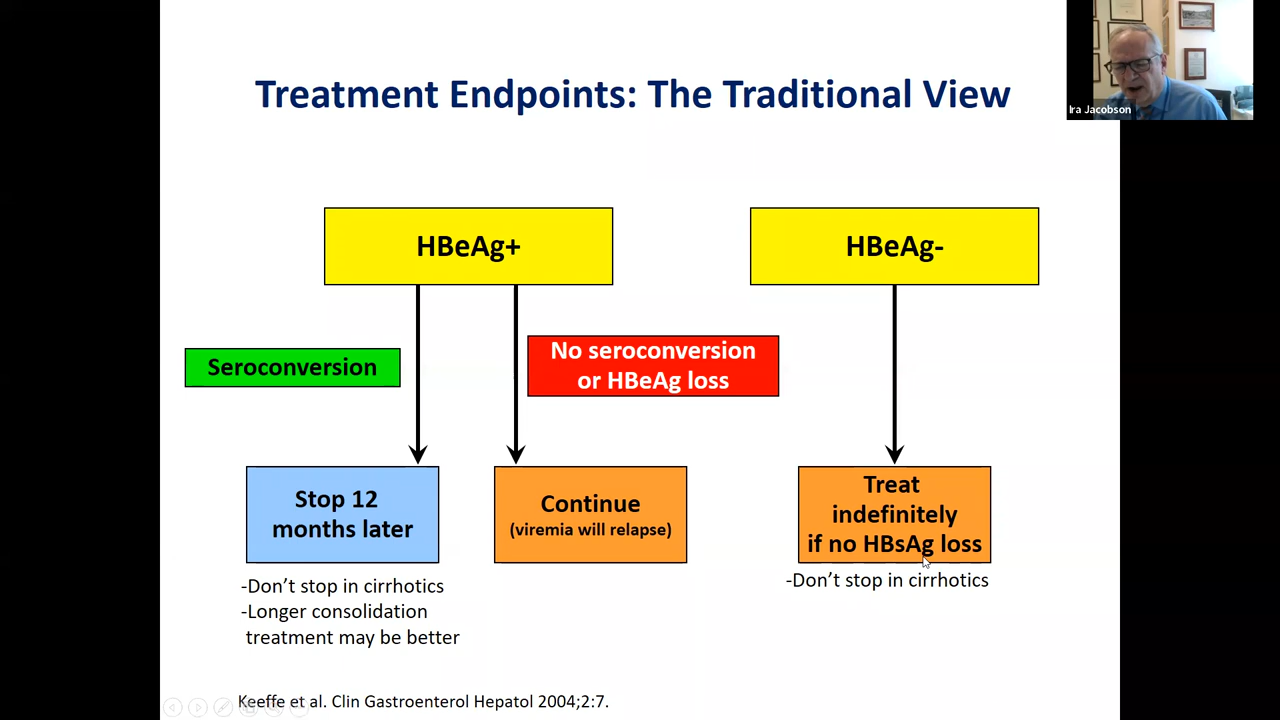 Ira Jacobson
Treatment Endpoints: The Traditional View
HBeAg+
HBeAg-
Seroconversion
No seroconversion
or HBeAg loss
Stop 12
months later
Continue
(viremia will relapse)
Treat
indefinitely
if no HBsAg loss
-Don’t stop in cirrhotics
-Longer consolidation
treatment may be better
-Don’t stop in cirrhotics
Keeffe et al. Clin Gastroenterol Hepatol 2004;2:7.